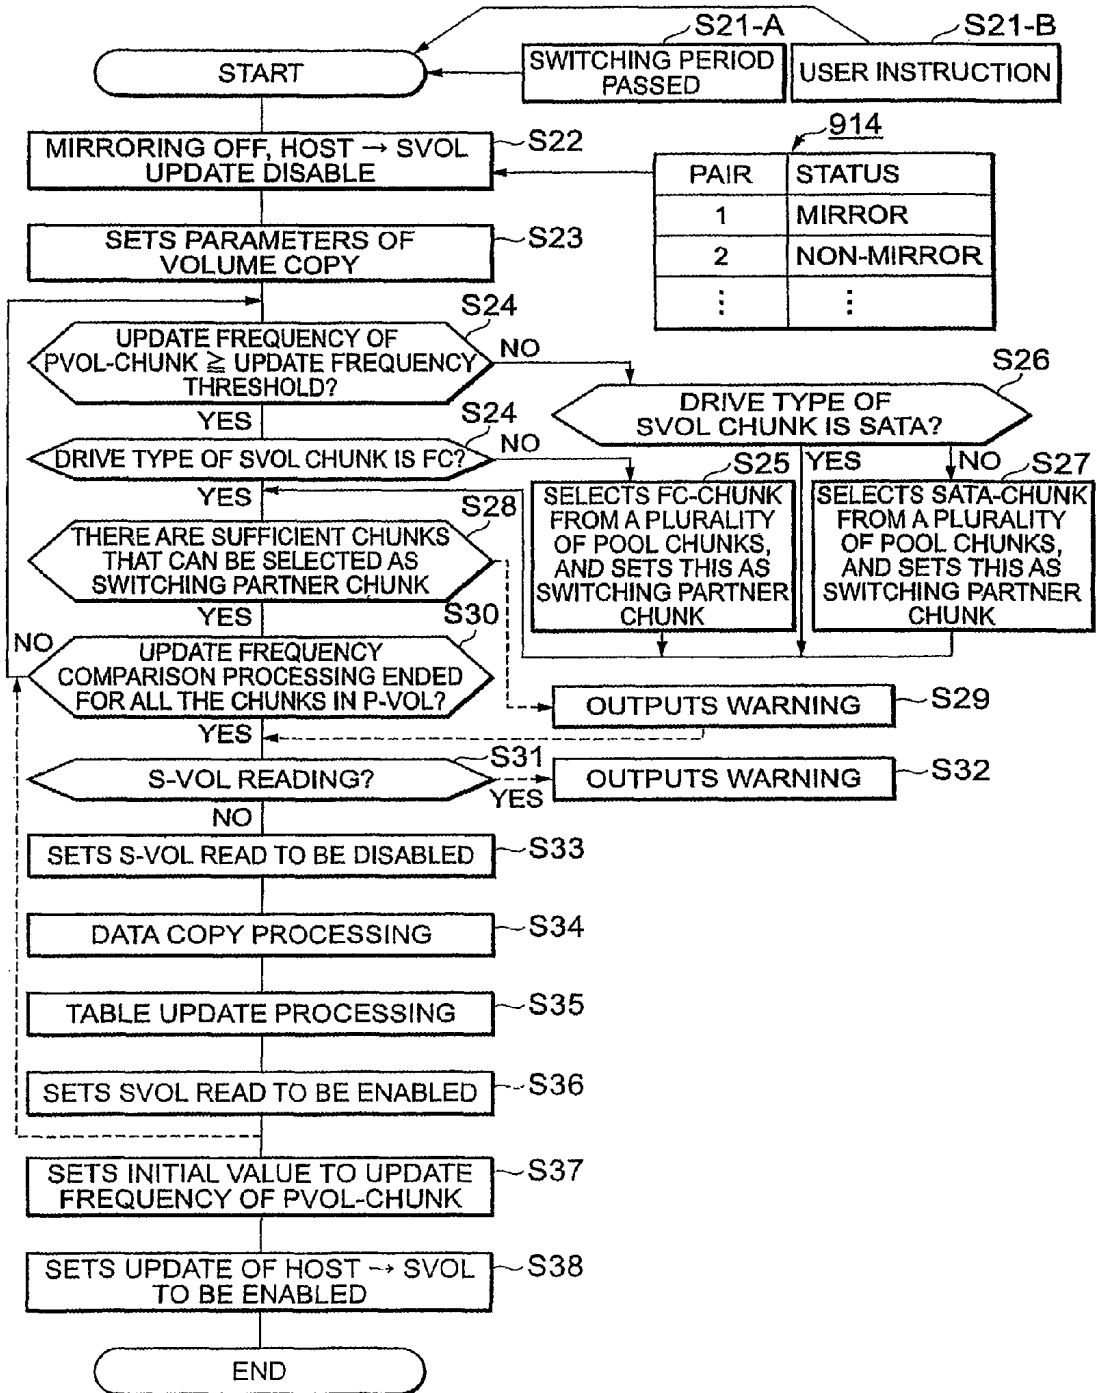 S21-A
S21-B
START
SWITCHING PERIOD
PASSED
USER INSTRUCTION
S22
MIRRORING OFF, HOST → SVOL
UPDATE DISABLE
914
PAIR STATUS
1 MIRROR
2 NON-MIRROR
⋮ ⋮
SETS PARAMETERS OF
VOLUME COPY
S23
S24
UPDATE FREQUENCY OF
PVOL-CHUNK ≧ UPDATE FREQUENCY
THRESHOLD?
NO
YES
S26
DRIVE TYPE OF
SVOL CHUNK IS SATA?
YES
NO
S24
DRIVE TYPE OF SVOL CHUNK IS FC?
NO
YES
S25
SELECTS FC-CHUNK
FROM A PLURALITY
OF POOL CHUNKS,
AND SETS THIS AS
SWITCHING PARTNER
CHUNK
S27
SELECTS SATA-CHUNK
FROM A PLURALITY
OF POOL CHUNKS,
AND SETS THIS AS
SWITCHING PARTNER
CHUNK
S28
THERE ARE SUFFICIENT CHUNKS
THAT CAN BE SELECTED AS
SWITCHING PARTNER CHUNK
YES
S30
NO
UPDATE FREQUENCY
COMPARISON PROCESSING ENDED
FOR ALL THE CHUNKS IN P-VOL?
YES
OUTPUTS WARNING
S29
S31
S-VOL READING?
YES
NO
OUTPUTS WARNING
S32
SETS S-VOL READ TO BE DISABLED
S33
DATA COPY PROCESSING
S34
TABLE UPDATE PROCESSING
S35
SETS SVOL READ TO BE ENABLED
S36
SETS INITIAL VALUE TO UPDATE
FREQUENCY OF PVOL-CHUNK
S37
SETS UPDATE OF HOST → SVOL
TO BE ENABLED
S38
END